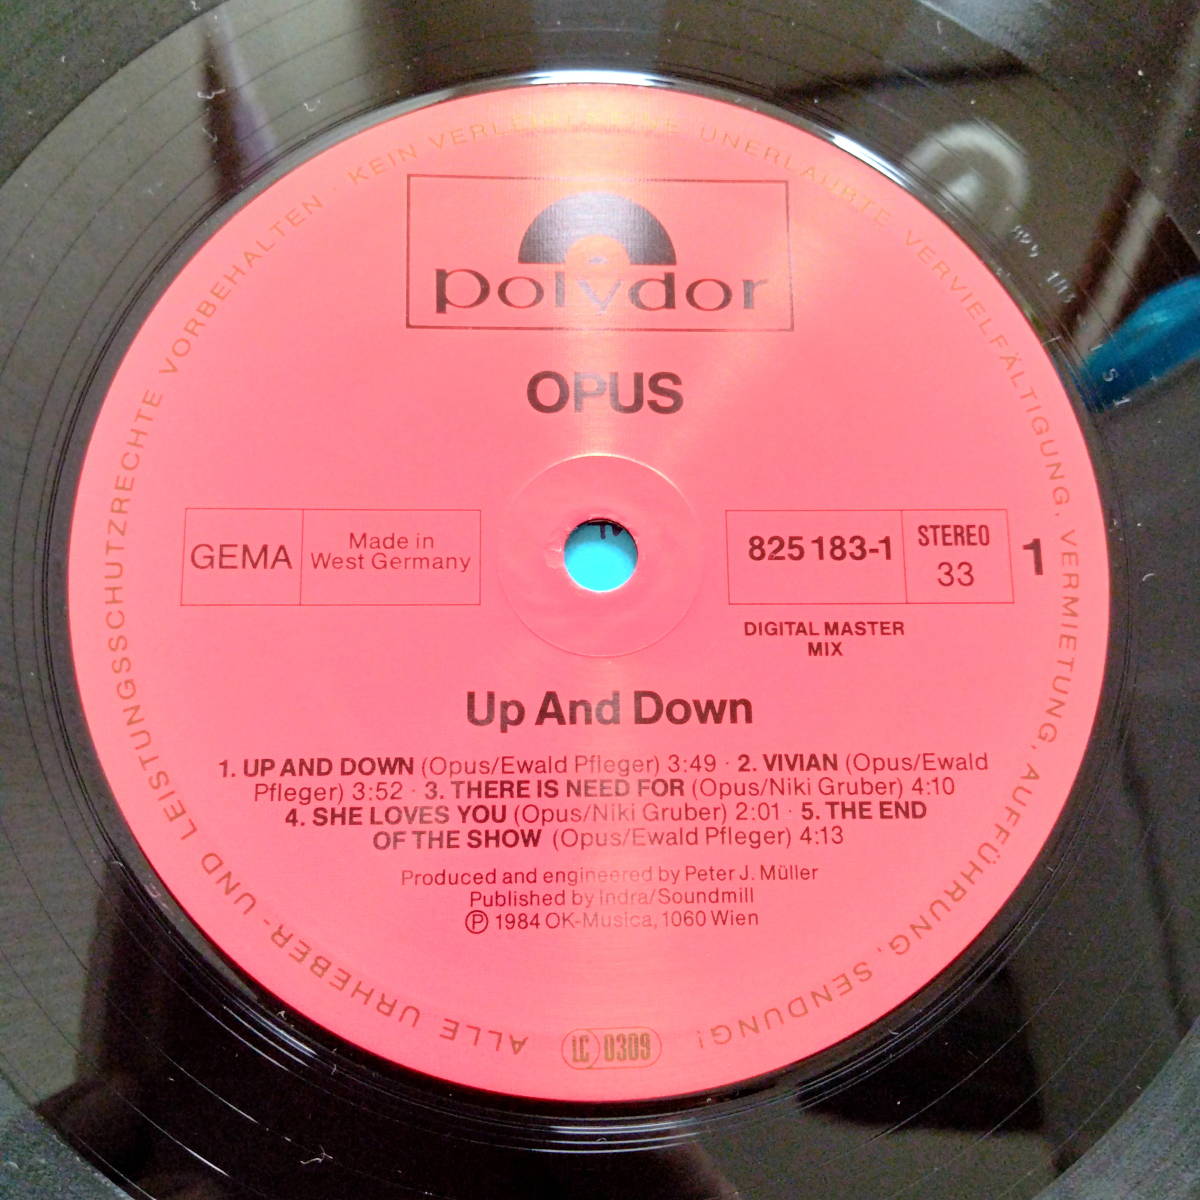 polydor
OPUS
GEMA
Made in
West Germany
825 183-1
STEREO
33
1
DIGITAL MASTER
MIX
Up And Down
1. UP AND DOWN (Opus/Ewald Pfleger) 3:49 · 2. VIVIAN (Opus/Ewald
Pfleger) 3:52 · 3. THERE IS NEED FOR (Opus/Niki Gruber) 4:10
4. SHE LOVES YOU (Opus/Niki Gruber) 2:01 · 5. THE END
OF THE SHOW (Opus/Ewald Pfleger) 4:13
Produced and engineered by Peter J. Müller
Published by Indra/Soundmill
Ⓟ 1984 OK-Musica, 1060 Wien
ALLE URHEBER- UND LEISTUNGSSCHUTZRECHTE VORBEHALTEN · KEIN VERLEIH! KEINE UNERLAUBTE VERVIELFÄLTIGUNG, VERMIETUNG, AUFFÜHRUNG, SENDUNG!
LC 0309